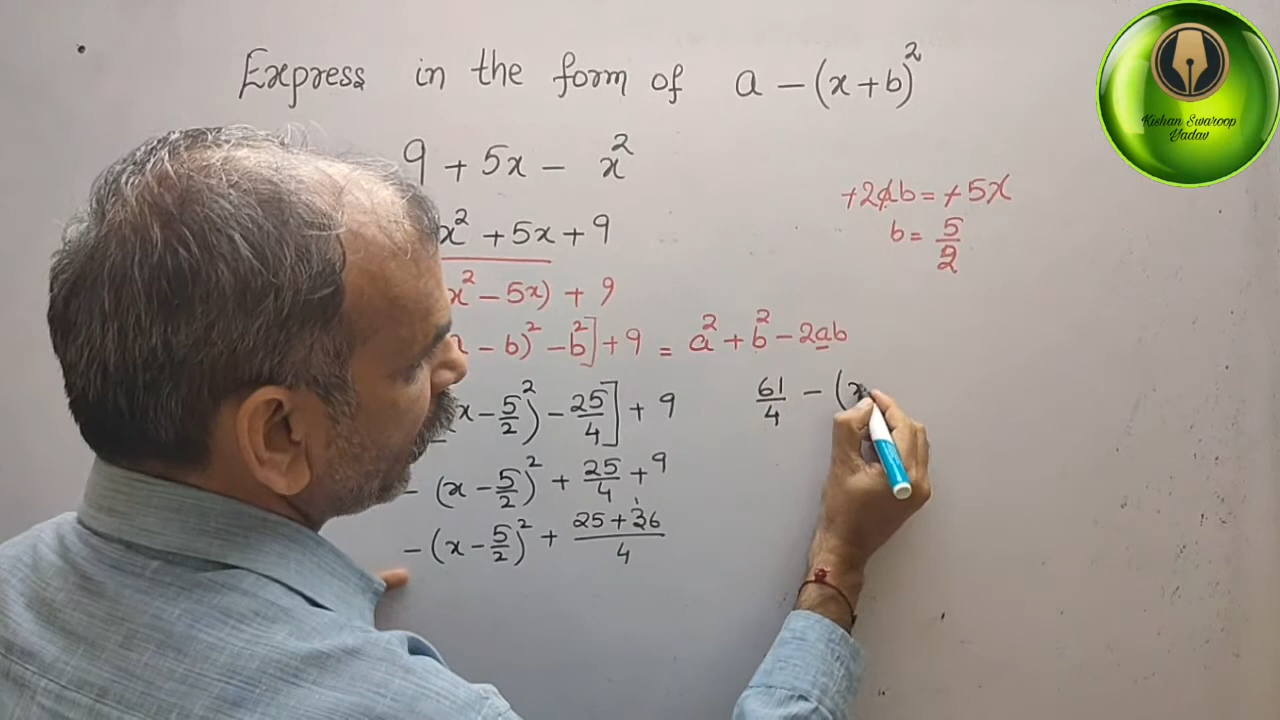 Express in the form of a - (x + b)²
9 + 5x - x²
x² + 5x + 9
x² - 5x) + 9
- b)² - b²] + 9 = a² + b² - 2ab
x - 5/2)² - 25/4] + 9
- (x - 5/2)² + 25/4 + 9
- (x - 5/2)² + (25 + 36)/4
+2ab = +5x
b = 5/2
61/4 - (x
Kishan Swaroop
Yadav